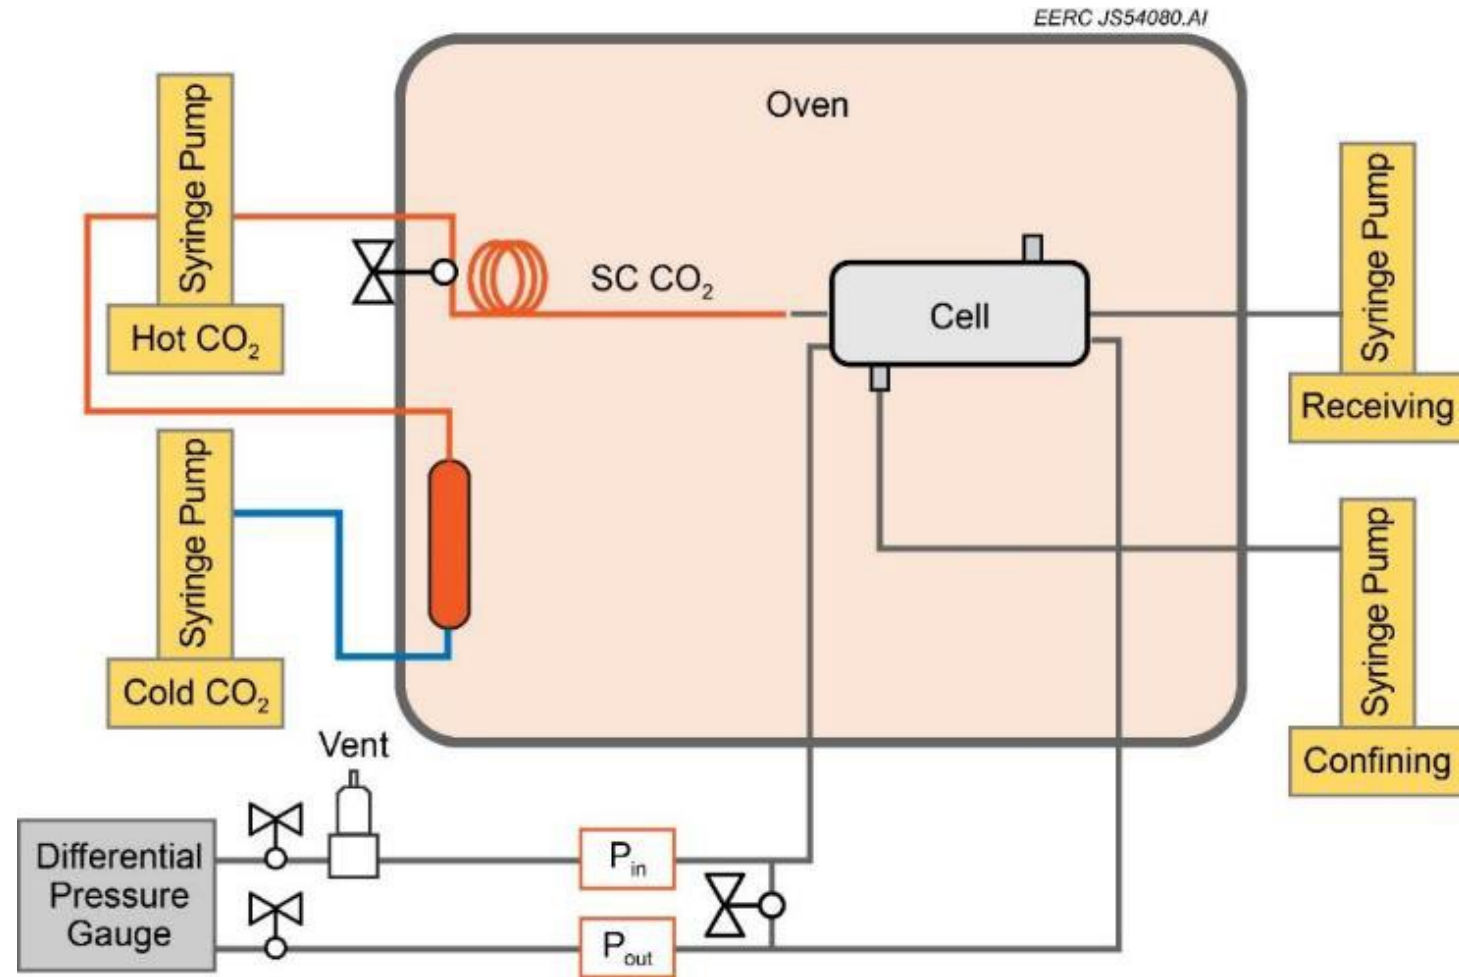 EERC JS54080.AI
Oven
Syringe Pump
Hot CO₂
SC CO₂
Cell
Syringe Pump
Receiving
Syringe Pump
Cold CO₂
Syringe Pump
Confining
Vent
Differential
Pressure
Gauge
Pᵢₙ
Pₒᵤₜ